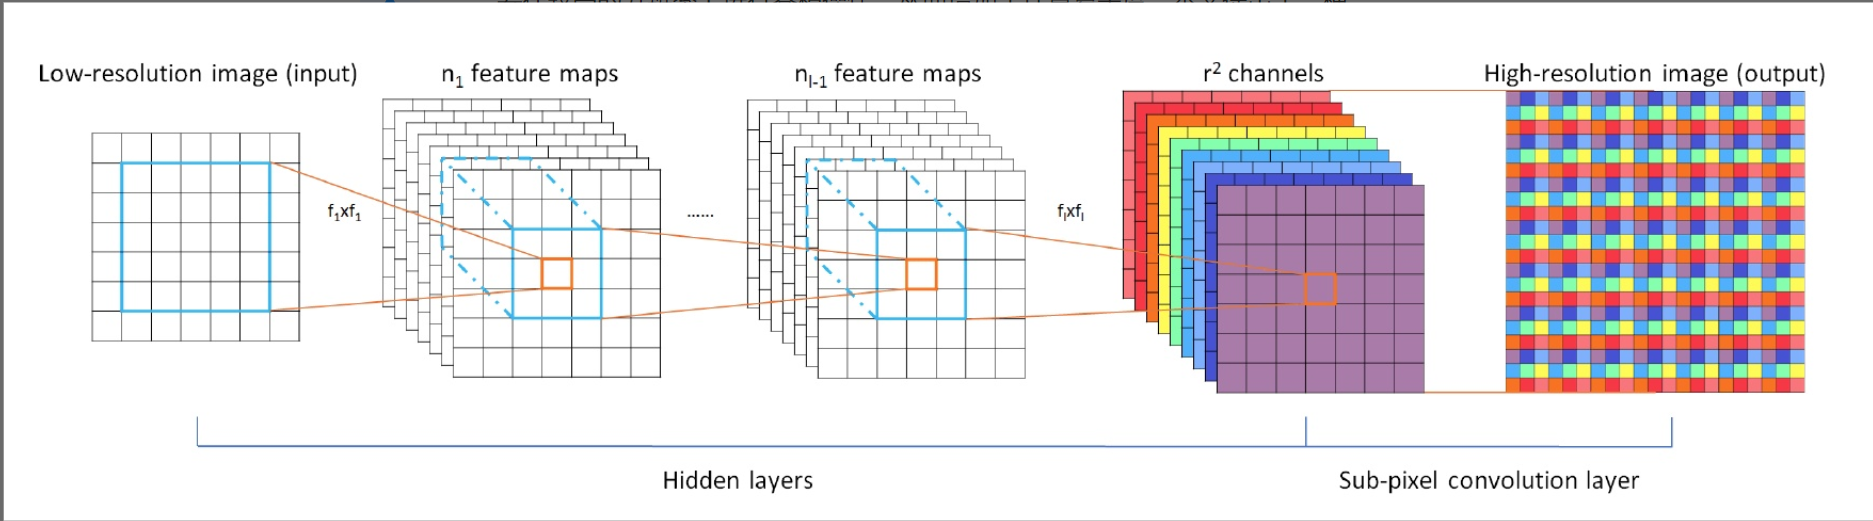 Low-resolution image (input)
n₁ feature maps
nₗ₋₁ feature maps
r² channels
High-resolution image (output)
f₁xf₁
......
fₗxfₗ
Hidden layers
Sub-pixel convolution layer